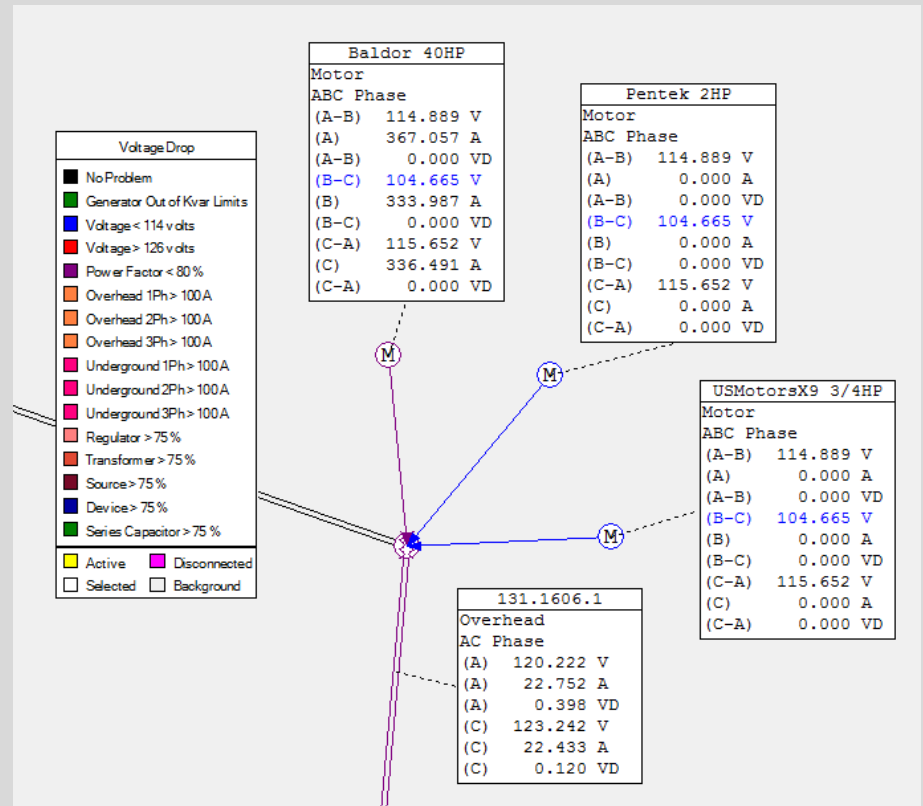 Baldor 40HP
Motor
ABC Phase
(A-B) 114.889 V
(A) 367.057 A
(A-B) 0.000 VD
(B-C) 104.665 V
(B) 333.987 A
(B-C) 0.000 VD
(C-A) 115.652 V
(C) 336.491 A
(C-A) 0.000 VD
Pentek 2HP
Motor
ABC Phase
(A-B) 114.889 V
(A) 0.000 A
(A-B) 0.000 VD
(B-C) 104.665 V
(B) 0.000 A
(B-C) 0.000 VD
(C-A) 115.652 V
(C) 0.000 A
(C-A) 0.000 VD
Voltage Drop
No Problem
Generator Out of Kvar Limits
Voltage < 114 volts
Voltage > 126 volts
Power Factor < 80 %
Overhead 1Ph > 100 A
Overhead 2Ph > 100 A
Overhead 3Ph > 100 A
Underground 1Ph > 100 A
Underground 2Ph > 100 A
Underground 3Ph > 100 A
Regulator > 75 %
Transformer > 75 %
Source > 75 %
Device > 75 %
Series Capacitor > 75 %
Active Disconnected
Selected Background
M
M
M
USMotorsX9 3/4HP
Motor
ABC Phase
(A-B) 114.889 V
(A) 0.000 A
(A-B) 0.000 VD
(B-C) 104.665 V
(B) 0.000 A
(B-C) 0.000 VD
(C-A) 115.652 V
(C) 0.000 A
(C-A) 0.000 VD
131.1606.1
Overhead
AC Phase
(A) 120.222 V
(A) 22.752 A
(A) 0.398 VD
(C) 123.242 V
(C) 22.433 A
(C) 0.120 VD